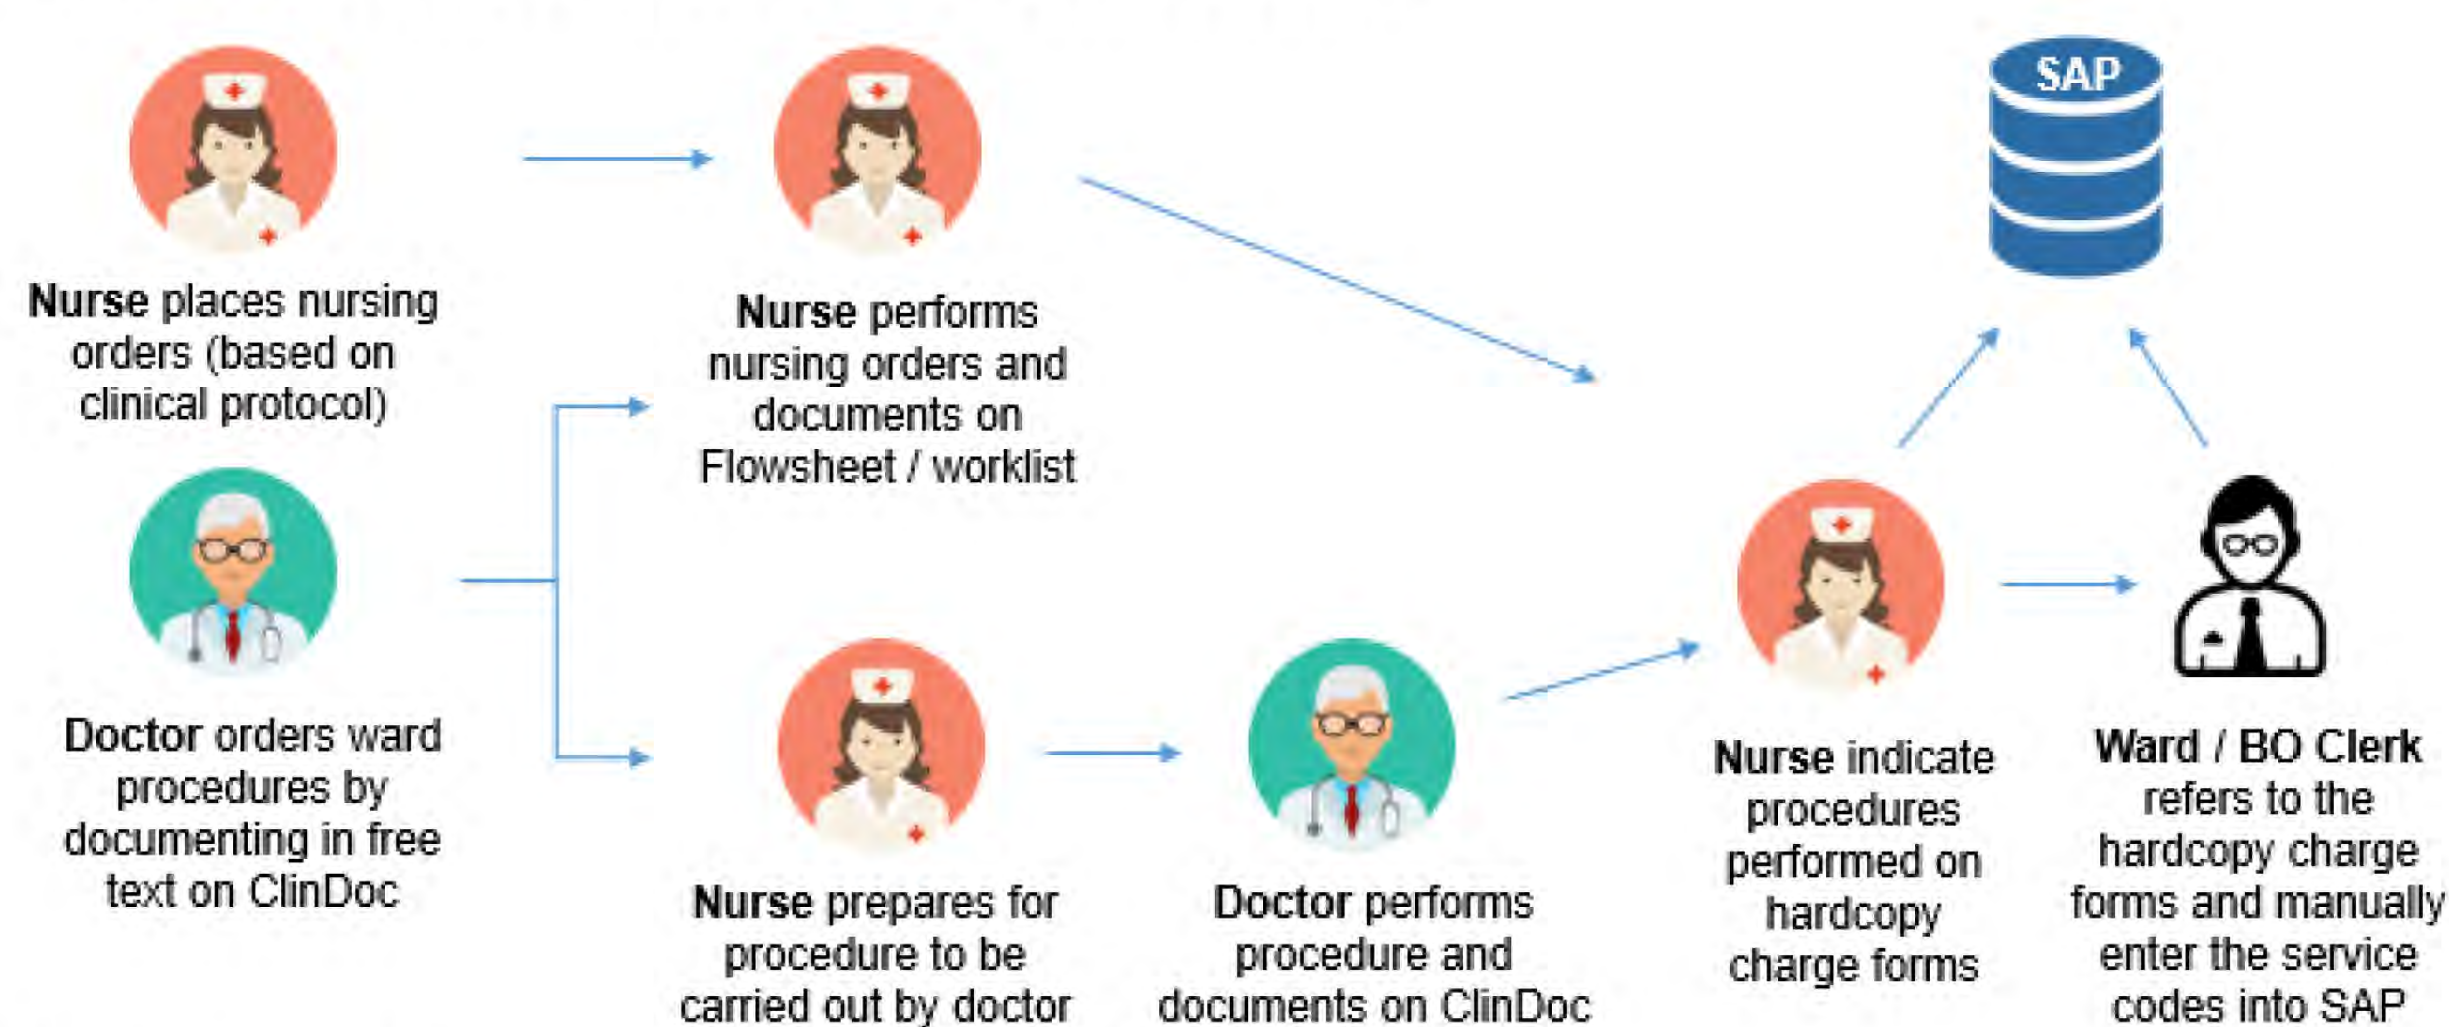 SAP
Nurse places nursing
orders (based on
clinical protocol)
Nurse performs
nursing orders and
documents on
Flowsheet / worklist
Doctor orders ward
procedures by
documenting in free
text on ClinDoc
Nurse prepares for
procedure to be
carried out by doctor
Doctor performs
procedure and
documents on ClinDoc
Nurse indicate
procedures
performed on
hardcopy
charge forms
Ward / BO Clerk
refers to the
hardcopy charge
forms and manually
enter the service
codes into SAP